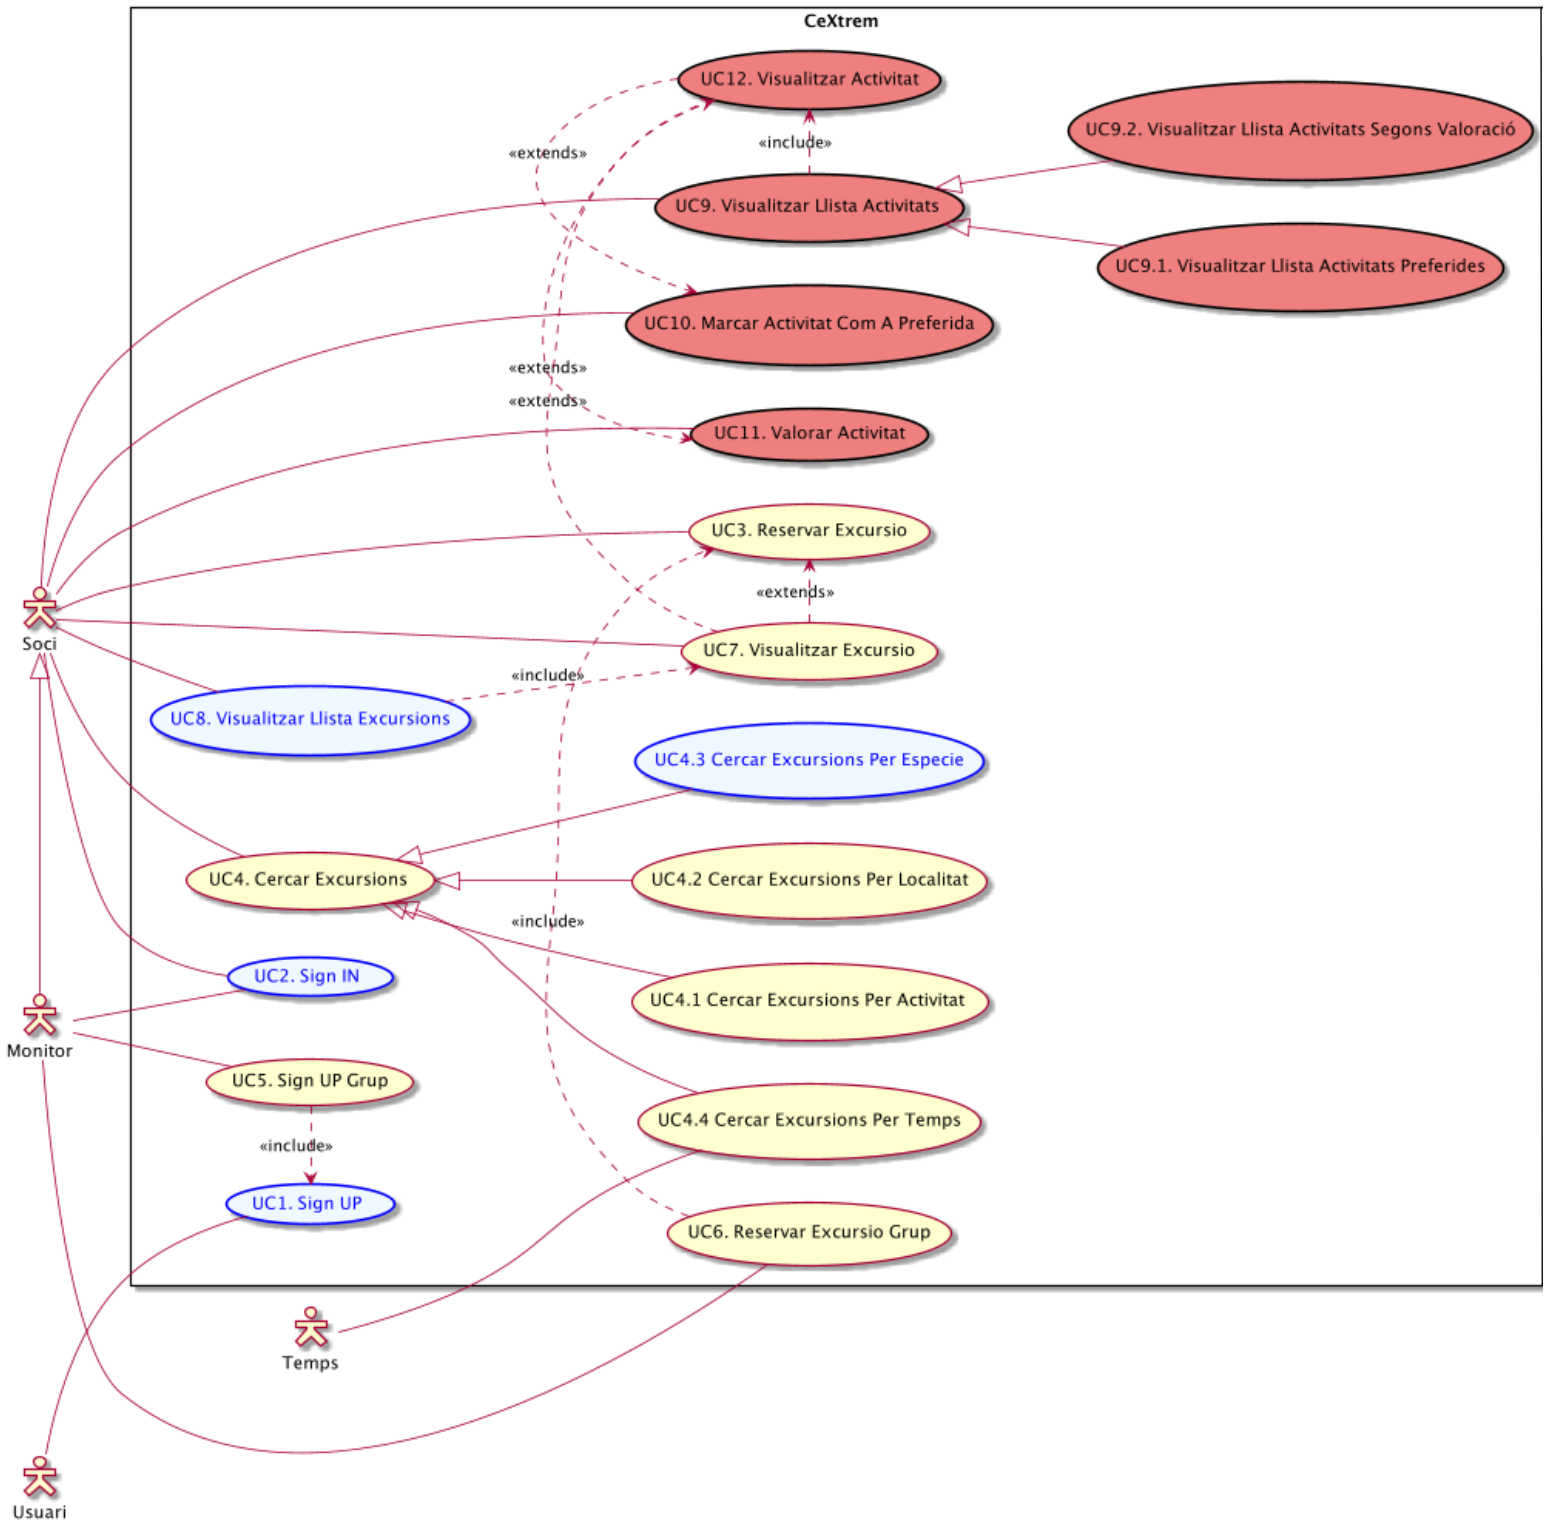 CeXtrem
UC12. Visualitzar Activitat
UC9.2. Visualitzar Llista Activitats Segons Valoració
«include»
«extends»
UC9. Visualitzar Llista Activitats
UC9.1. Visualitzar Llista Activitats Preferides
UC10. Marcar Activitat Com A Preferida
«extends»
«extends»
UC11. Valorar Activitat
UC3. Reservar Excursio
«extends»
Soci
UC7. Visualitzar Excursio
«include»
UC8. Visualitzar Llista Excursions
UC4.3 Cercar Excursions Per Especie
UC4. Cercar Excursions
UC4.2 Cercar Excursions Per Localitat
«include»
UC2. Sign IN
UC4.1 Cercar Excursions Per Activitat
Monitor
UC5. Sign UP Grup
UC4.4 Cercar Excursions Per Temps
«include»
UC1. Sign UP
UC6. Reservar Excursio Grup
Temps
Usuari